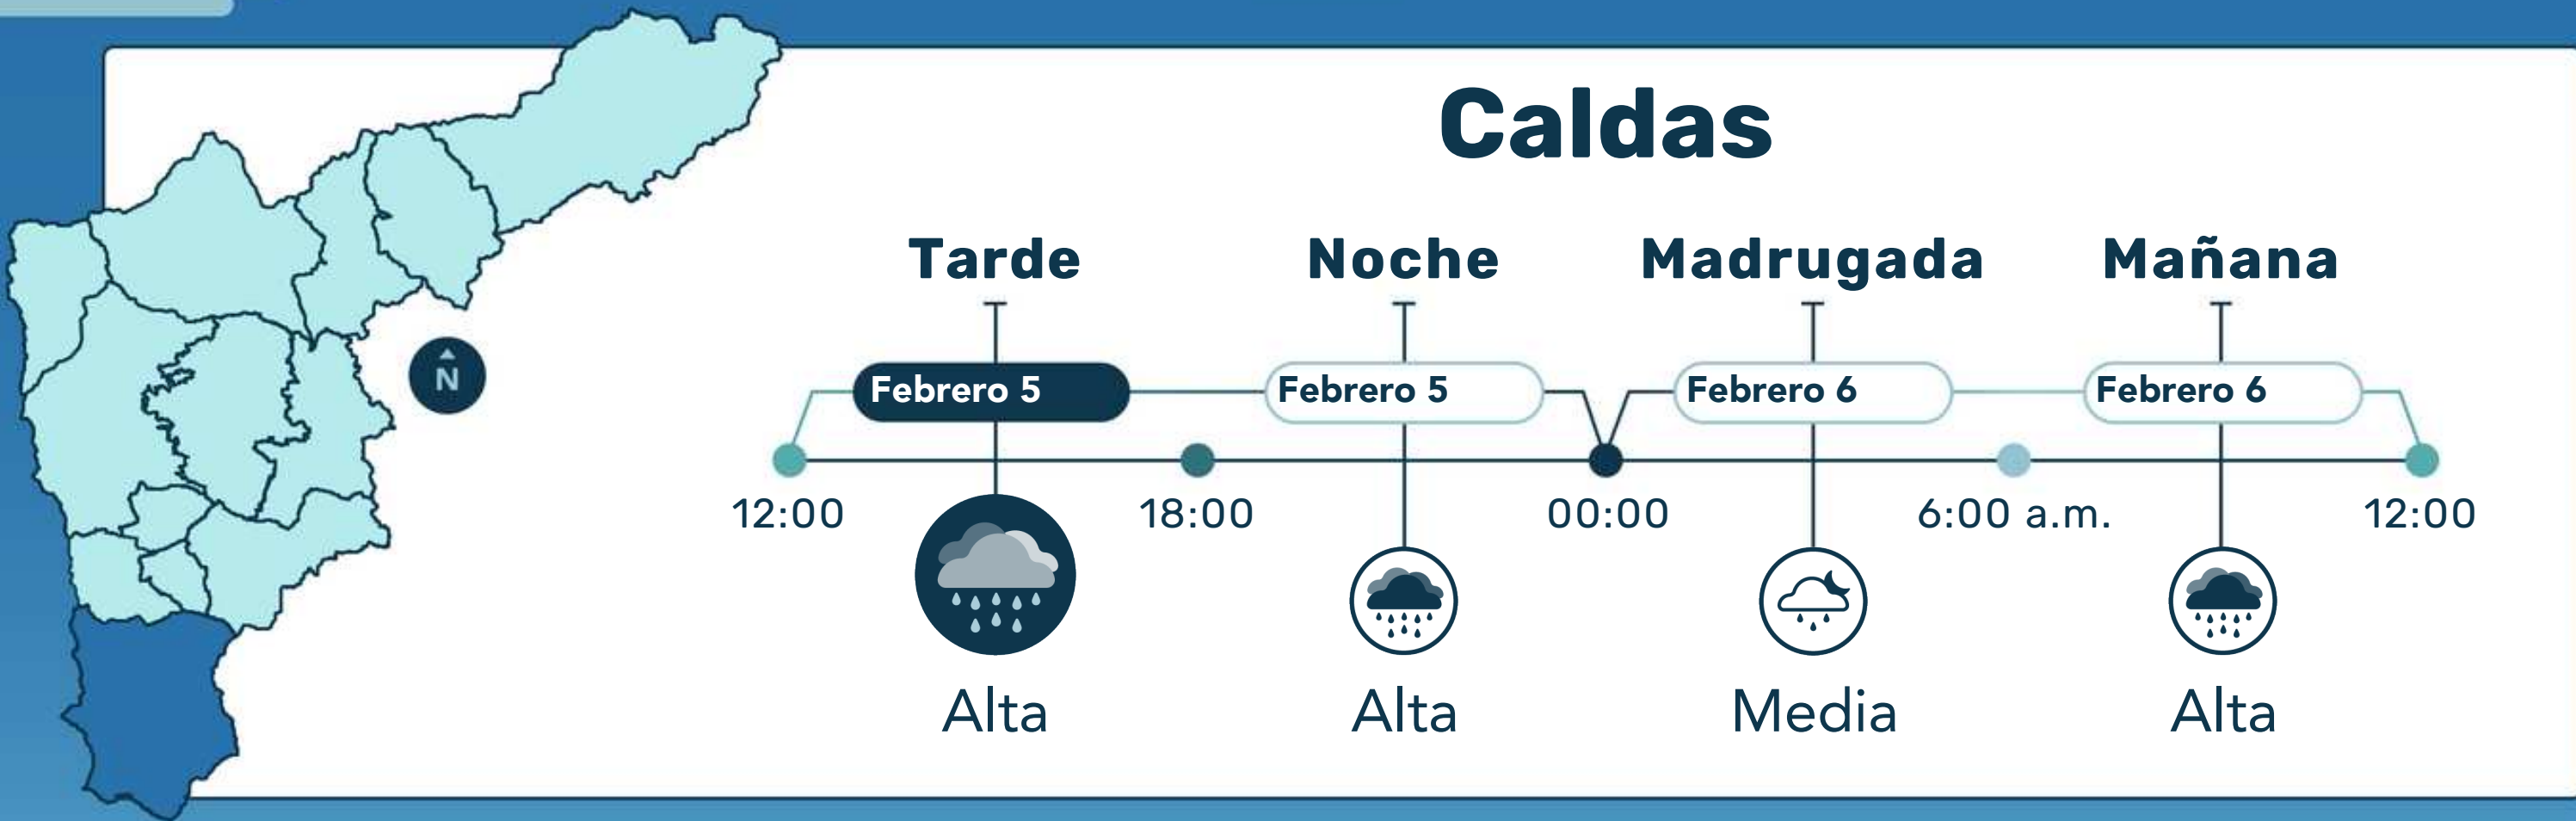 Caldas
Tarde Noche Madrugada Mañana
Febrero 5 Febrero 5 Febrero 6 Febrero 6
N
12:00 18:00 00:00 6:00 a.m. 12:00
Alta Alta Media Alta